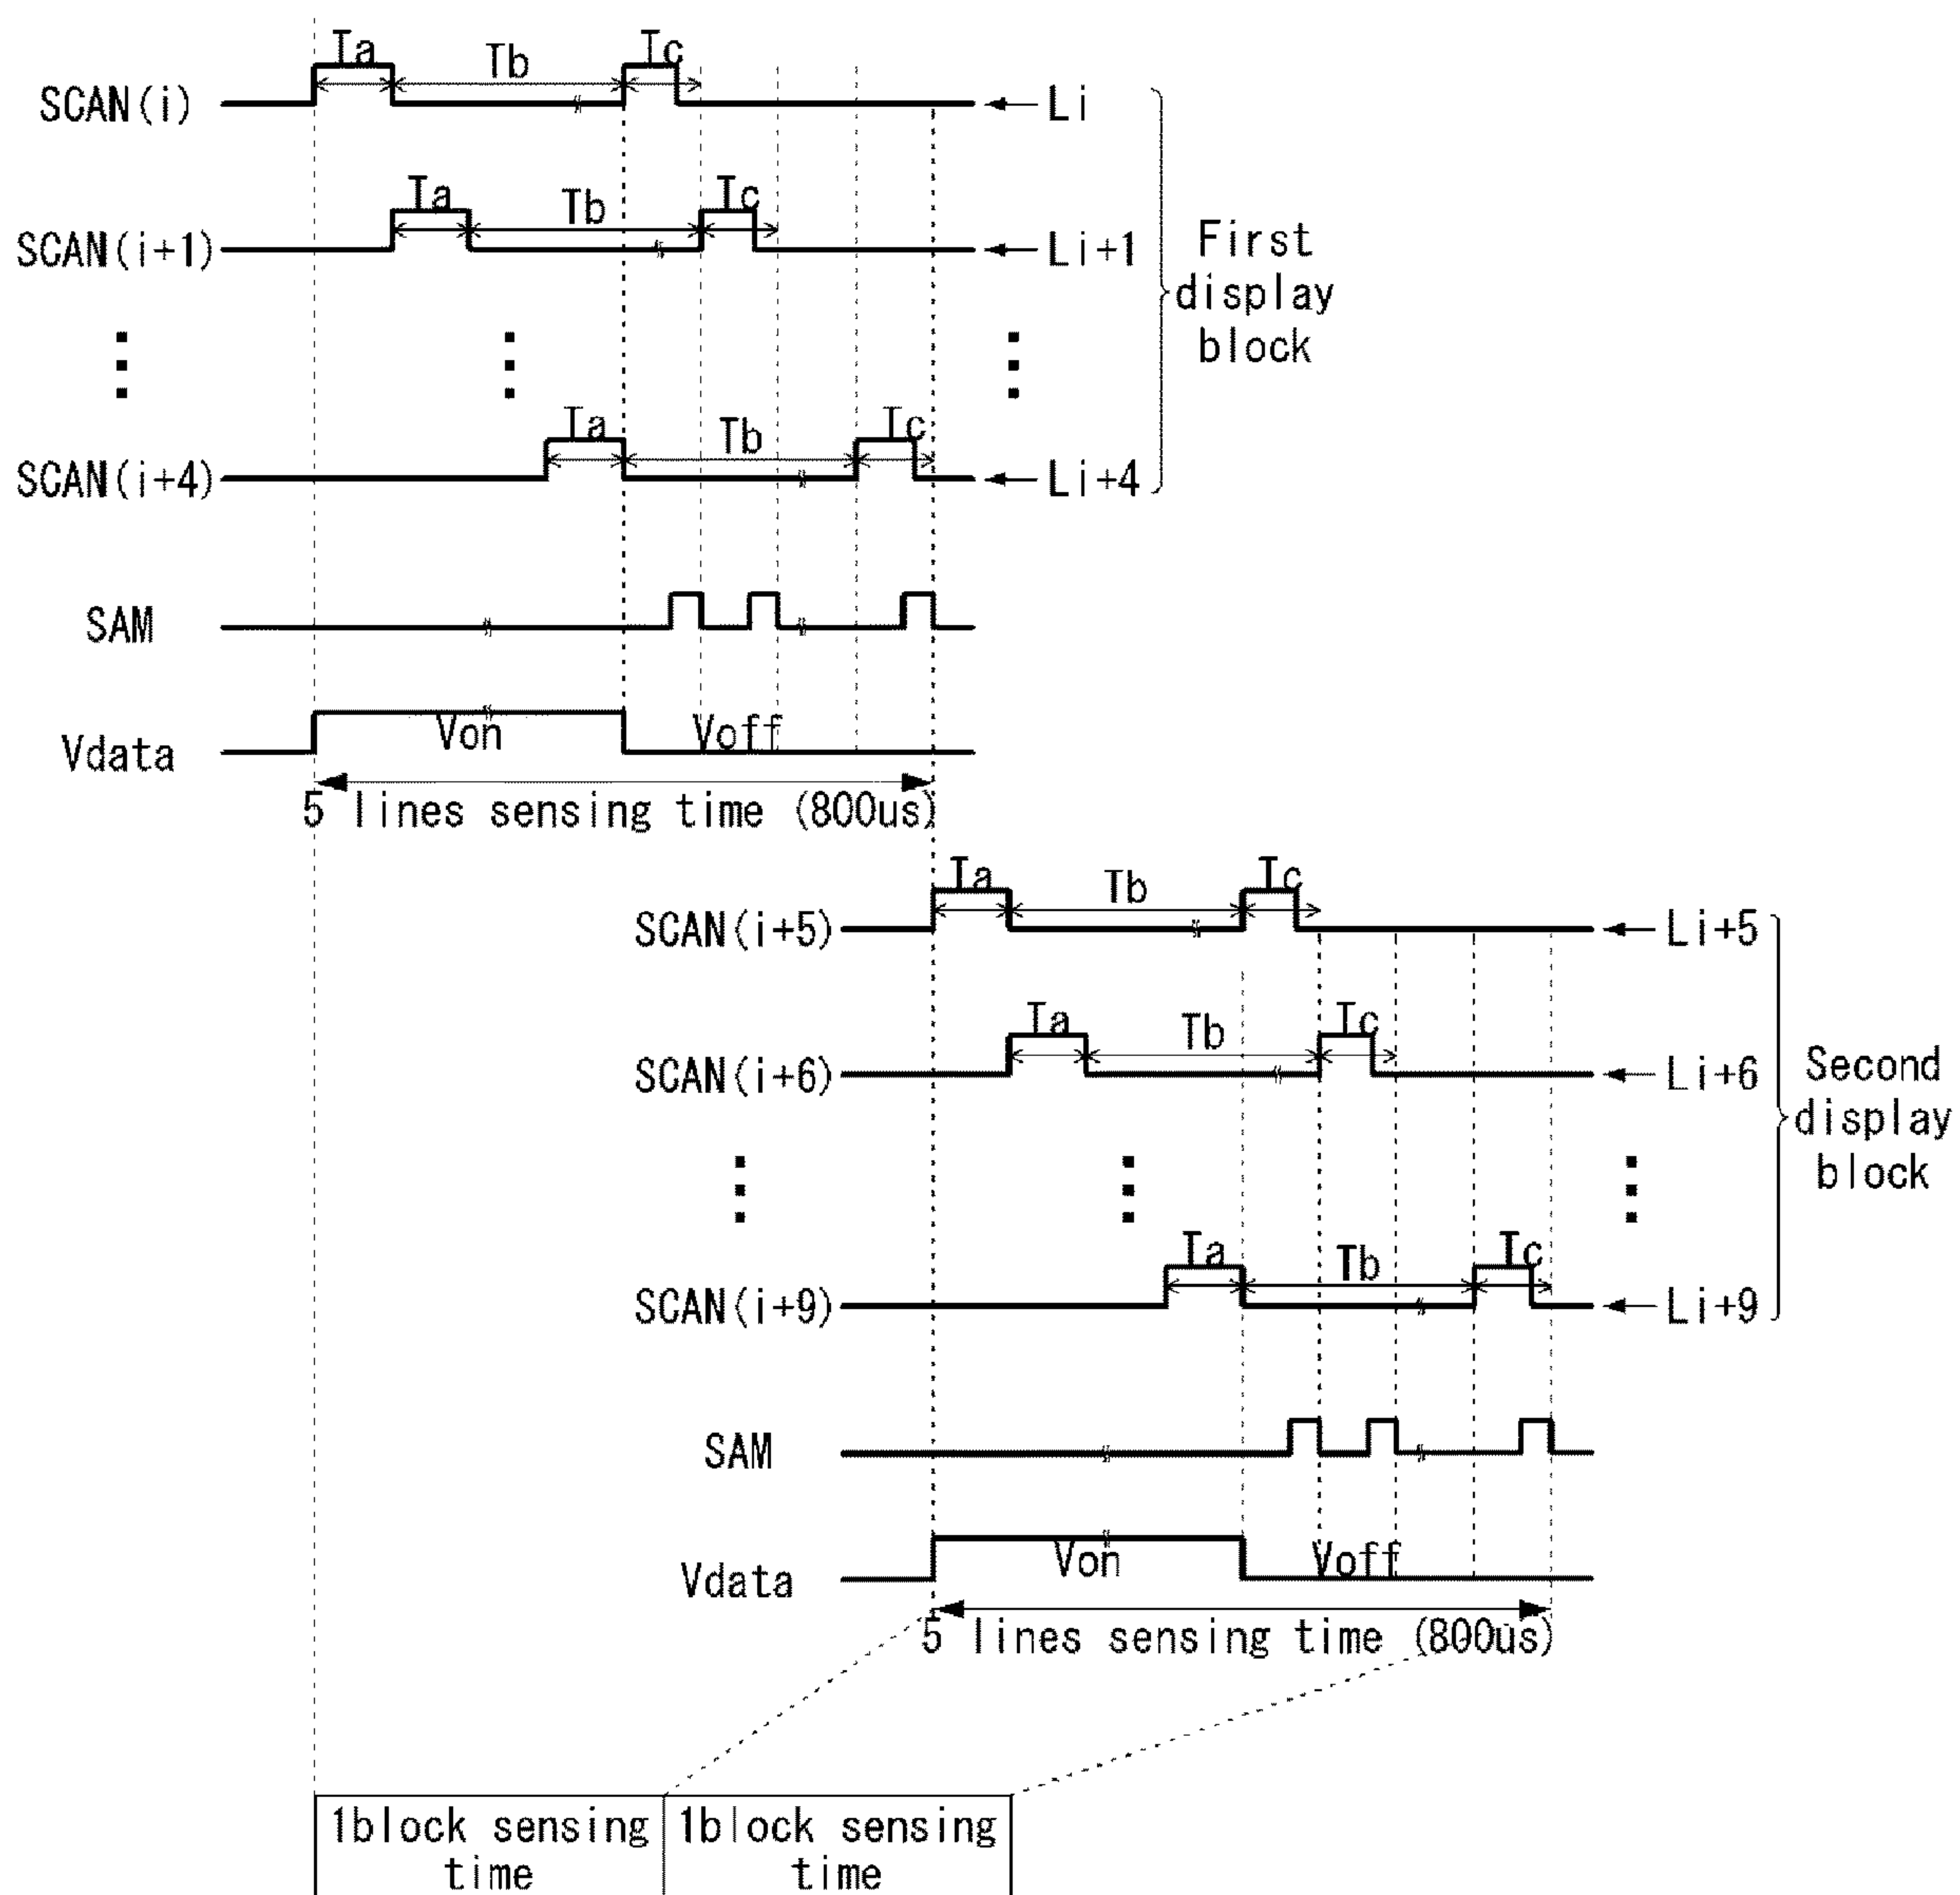 Ta Tb Tc
SCAN(i) Li
Ta Tb Tc
SCAN(i+1) Li+1
First
display
block
Ta Tb Tc
SCAN(i+4) Li+4
SAM
Von Voff
Vdata
5 lines sensing time (800us)
Ta Tb Tc
SCAN(i+5) Li+5
Ta Tb Tc
SCAN(i+6) Li+6
Second
display
block
Ta Tb Tc
SCAN(i+9) Li+9
SAM
Von Voff
Vdata
5 lines sensing time (800us)
1block sensing
time
1block sensing
time